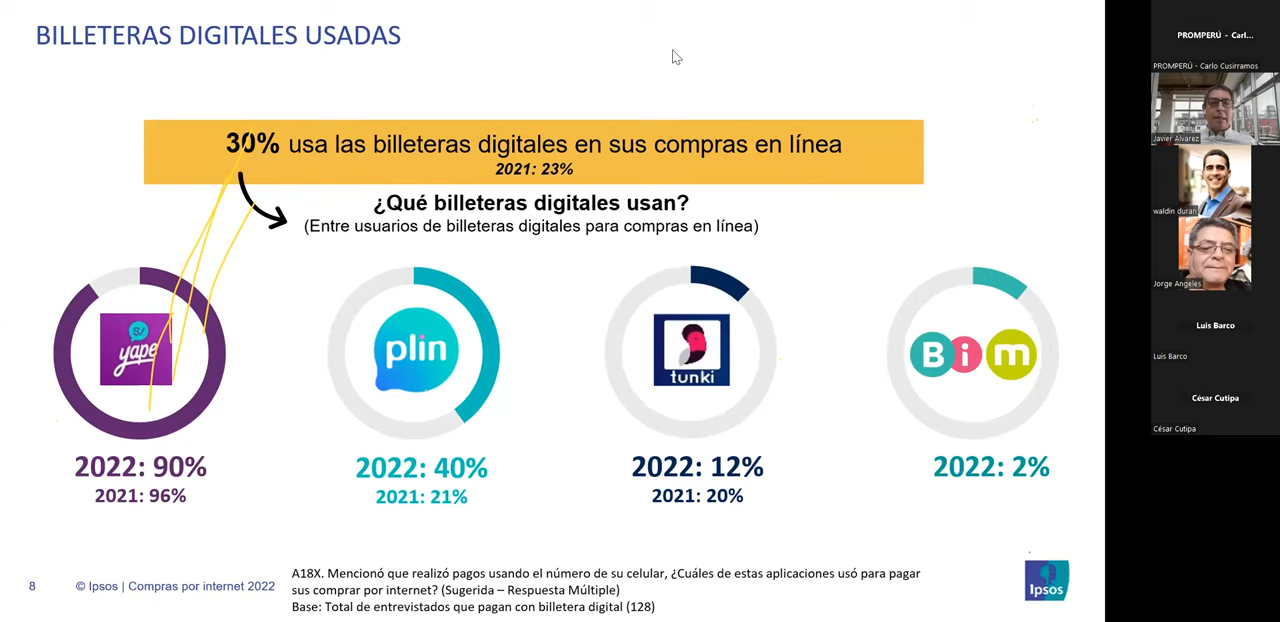 BILLETERAS DIGITALES USADAS
30% usa las billeteras digitales en sus compras en línea
2021: 23%
¿Qué billeteras digitales usan?
(Entre usuarios de billeteras digitales para compras en línea)
S/
yape
plin
tunki
Bim
2022: 90%
2021: 96%
2022: 40%
2021: 21%
2022: 12%
2021: 20%
2022: 2%
8
© Ipsos | Compras por internet 2022
A18X. Mencionó que realizó pagos usando el número de su celular, ¿Cuáles de estas aplicaciones usó para pagar
sus comprar por internet? (Sugerida – Respuesta Múltiple)
Base: Total de entrevistados que pagan con billetera digital (128)
Ipsos
PROMPERÚ - Carl...
PROMPERÚ - Carlo Cusirramos
Javier Alvarez
waldin duran
Jorge Angeles
Luis Barco
Luis Barco
César Cutipa
César Cutipa